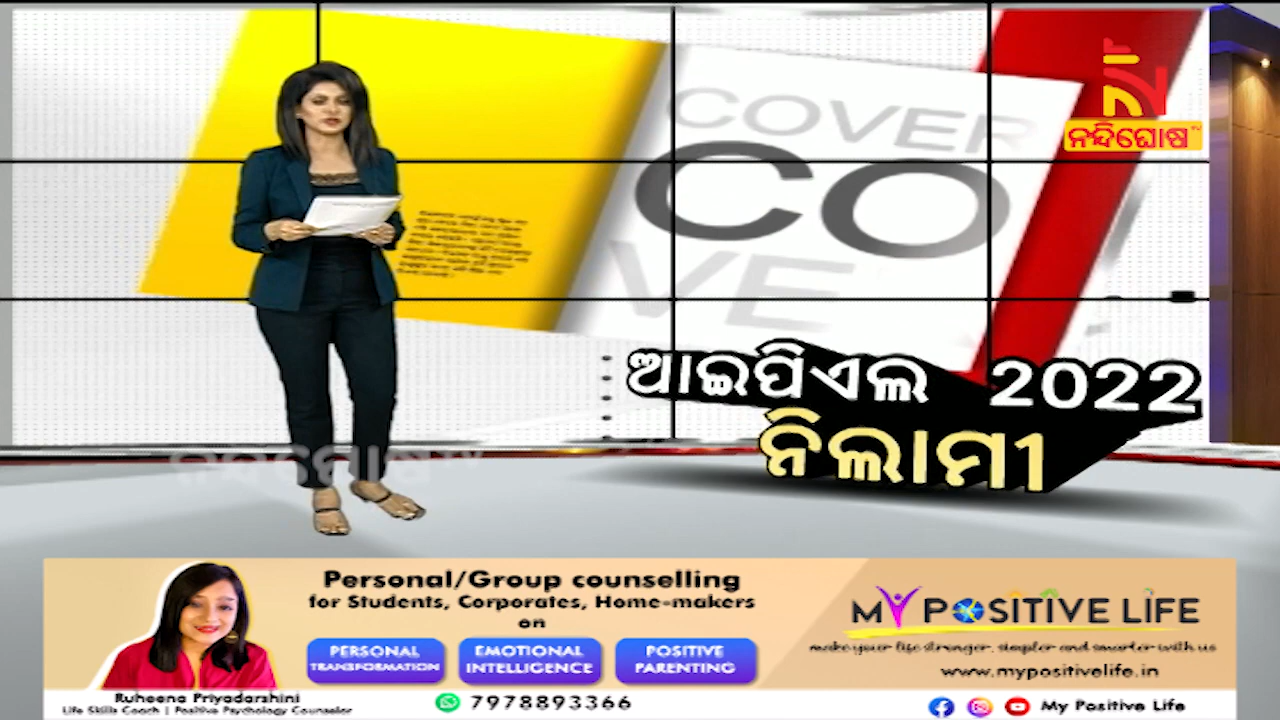 COVER
CO
VE
ନନ୍ଦିଘୋଷ TV
ଆଇପିଏଲ 2022
ନିଲାମୀ
Personal/Group counselling
for Students, Corporates, Home-makers
on
PERSONAL
TRANSFORMATION
EMOTIONAL
INTELLIGENCE
POSITIVE
PARENTING
MY POSITIVE LIFE
make your life stronger, simpler and smarter with us
www.mypositivelife.in
Ruheena Priyadarshini
Life Skills Coach | Positive Psychology Counselor
7978893366
My Positive Life